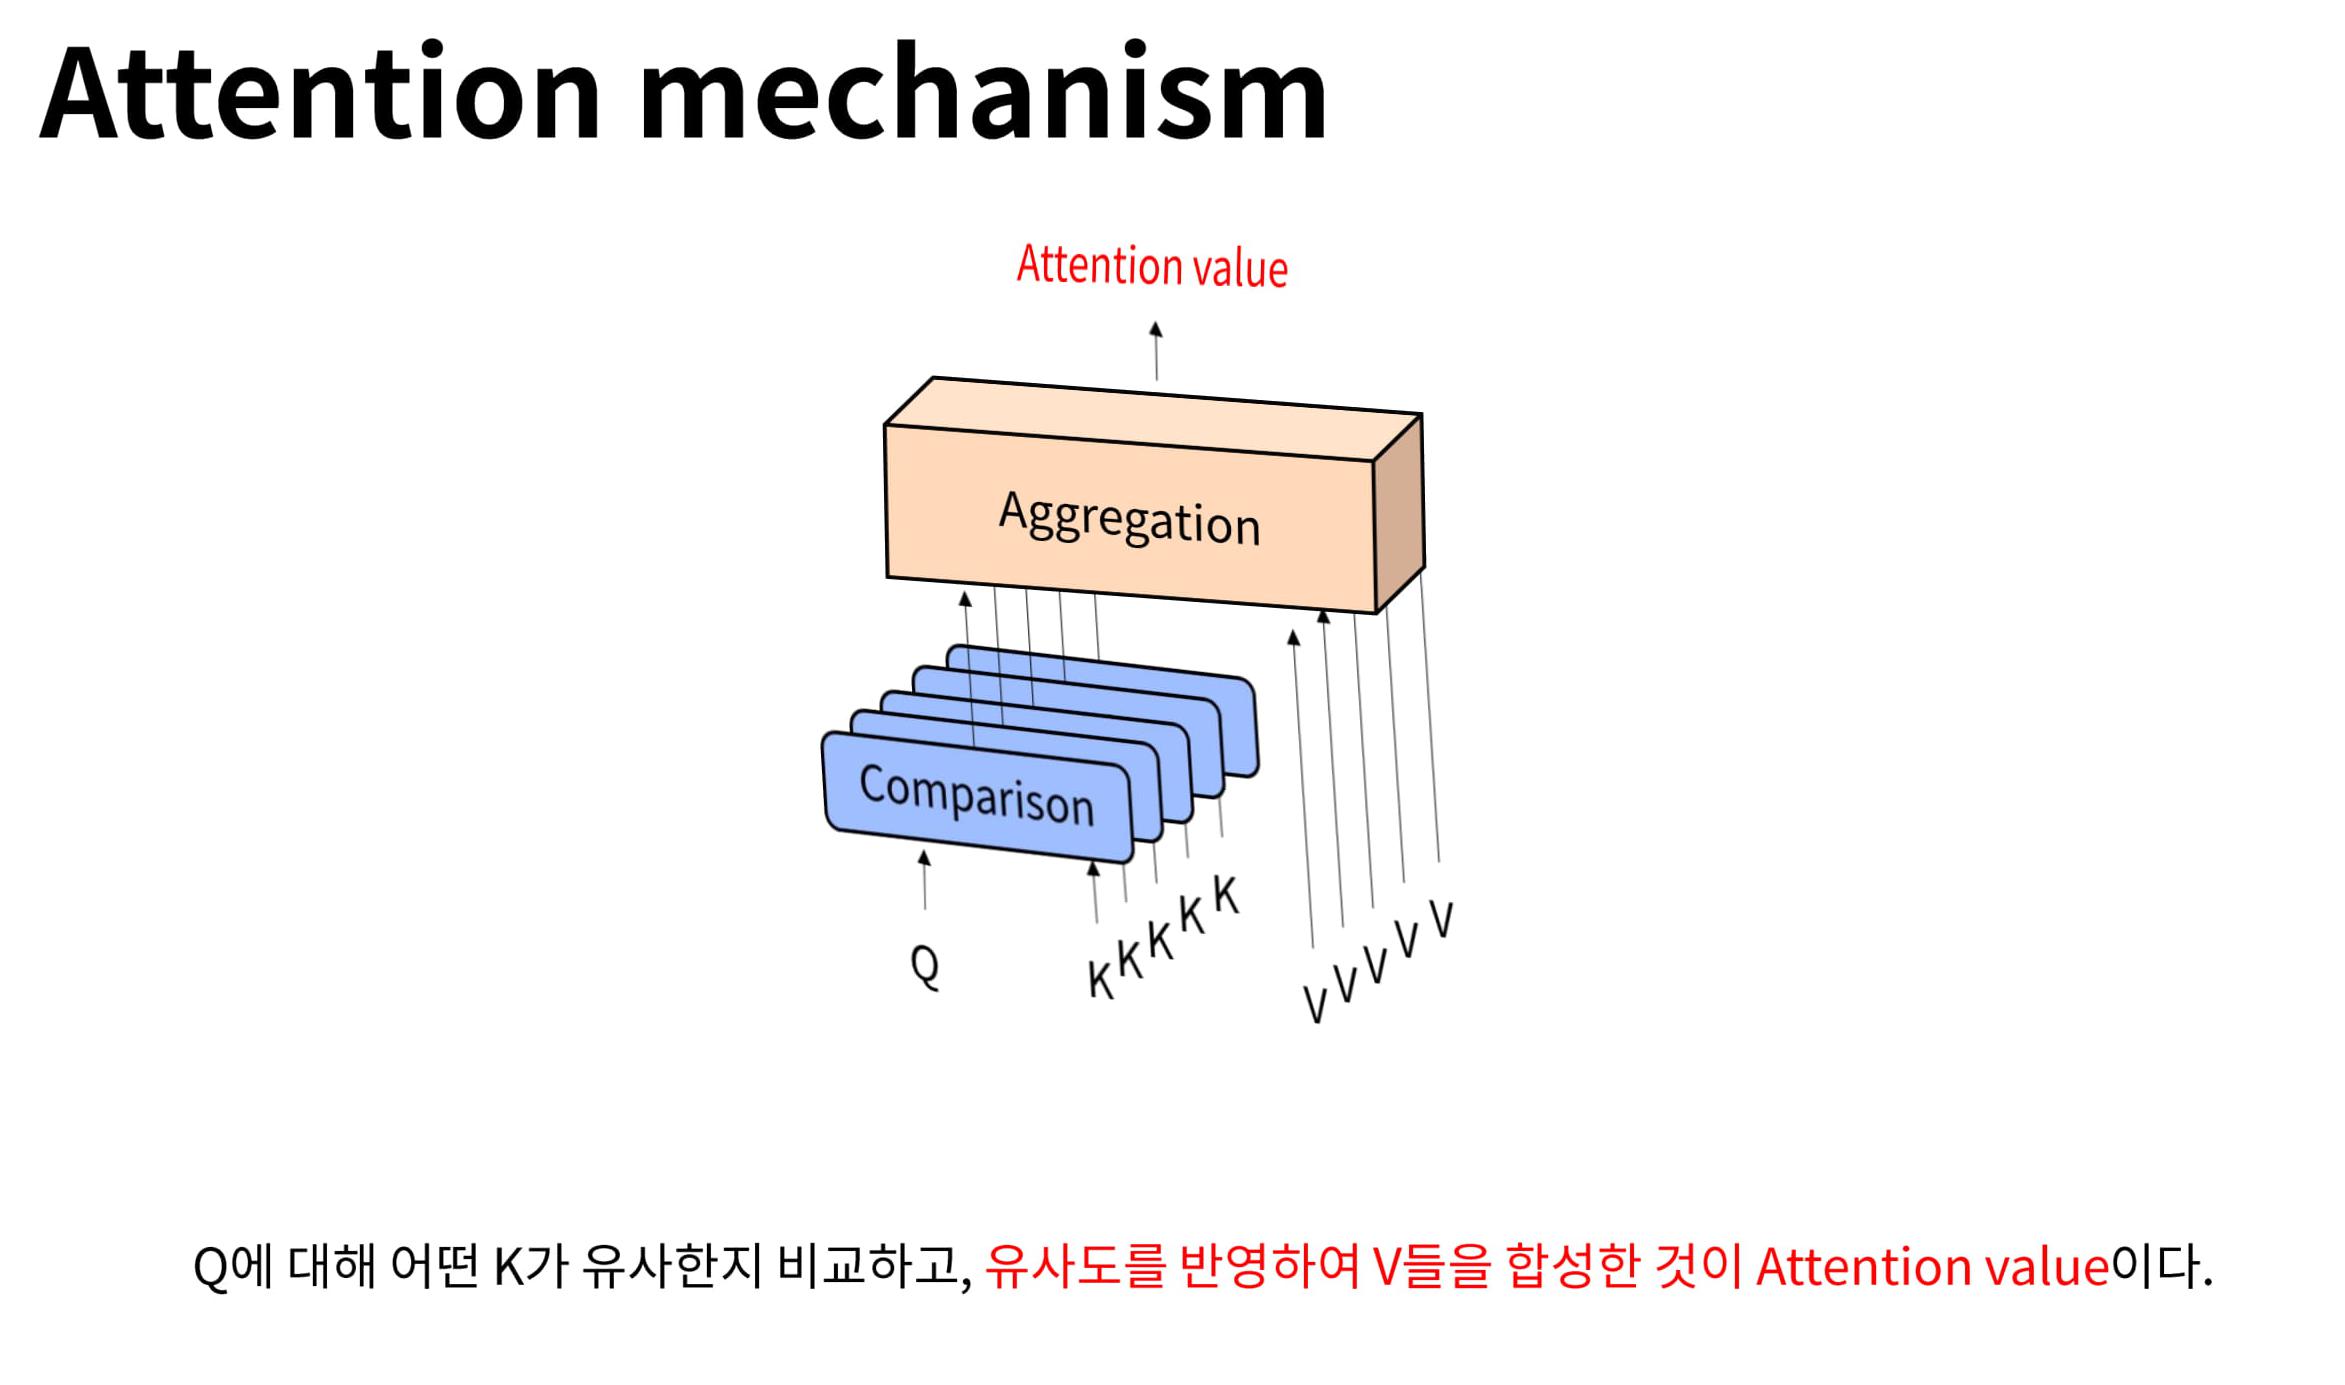 Attention mechanism
Attention value
Aggregation
Comparison
Q
K K K K K
V V V V V
Q에 대해 어떤 K가 유사한지 비교하고, 유사도를 반영하여 V들을 합성한 것이 Attention value이다.